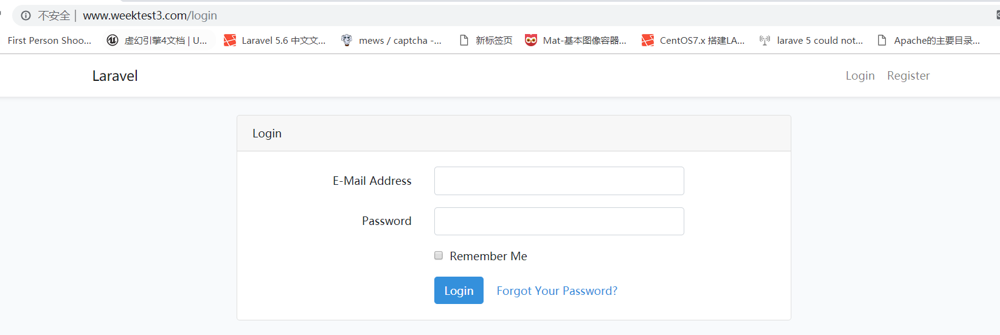 不安全 | www.weektest3.com/login
First Person Shoo... 虚幻引擎4文档 | U... Laravel 5.6 中文文... mews / captcha -... 新标签页 Mat-基本图像容器... CentOS7.x 搭建LA... larave 5 could not... Apache的主要目录...
Laravel Login Register
Login
E-Mail Address
Password
Remember Me
Login Forgot Your Password?